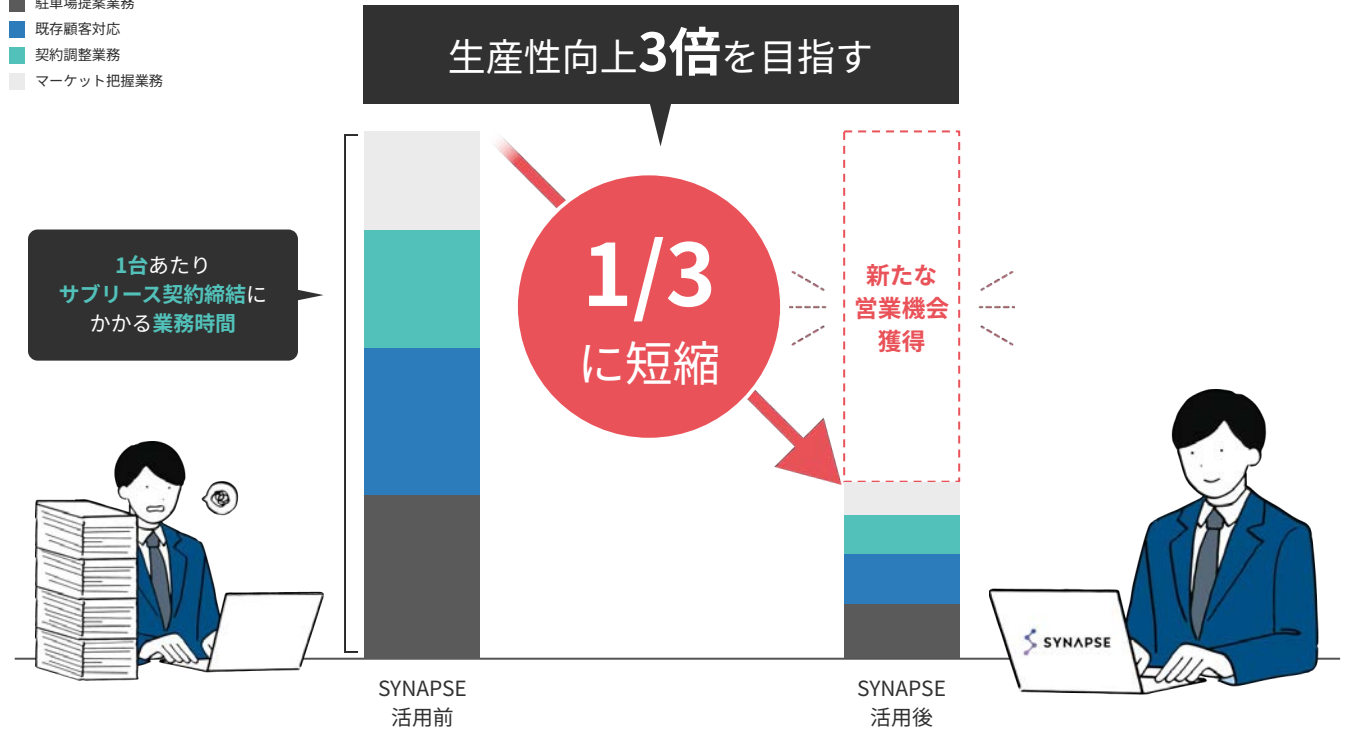 駐車場提案業務
既存顧客対応
契約調整業務
マーケット把握業務
生産性向上3倍を目指す
1台あたり
サブリース契約締結に
かかる業務時間
1/3
に短縮
新たな
営業機会
獲得
SYNAPSE
SYNAPSE
活用前
SYNAPSE
活用後